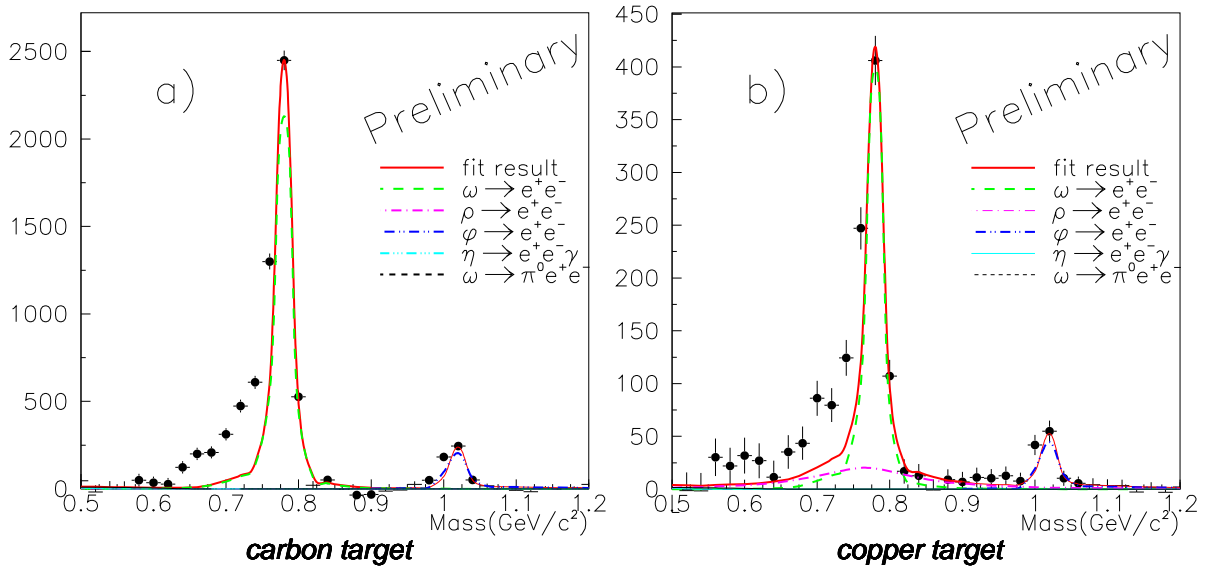 a)
Preliminary
2500
2000
1500
1000
500
0
fit result
ω → e⁺e⁻
ρ → e⁺e⁻
φ → e⁺e⁻
η → e⁺e⁻γ
ω → π⁰e⁺e⁻
0.5 0.6 0.7 0.8 0.9 1 1.1 1.2
Mass(GeV/c²)
carbon target
b)
Preliminary
450
400
350
300
250
200
150
100
50
0
fit result
ω → e⁺e⁻
ρ → e⁺e⁻
φ → e⁺e⁻
η → e⁺e⁻γ
ω → π⁰e⁺e⁻
0.5 0.6 0.7 0.8 0.9 1 1.1 1.2
Mass(GeV/c²)
copper target